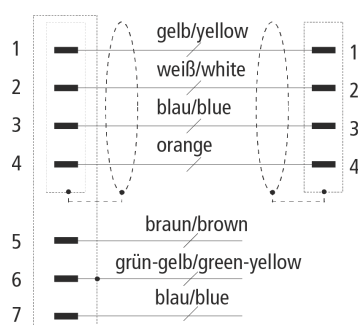 1 gelb/yellow 1
2 weiß/white 2
3 blau/blue 3
4 orange 4
5 braun/brown
6 grün-gelb/green-yellow
7 blau/blue